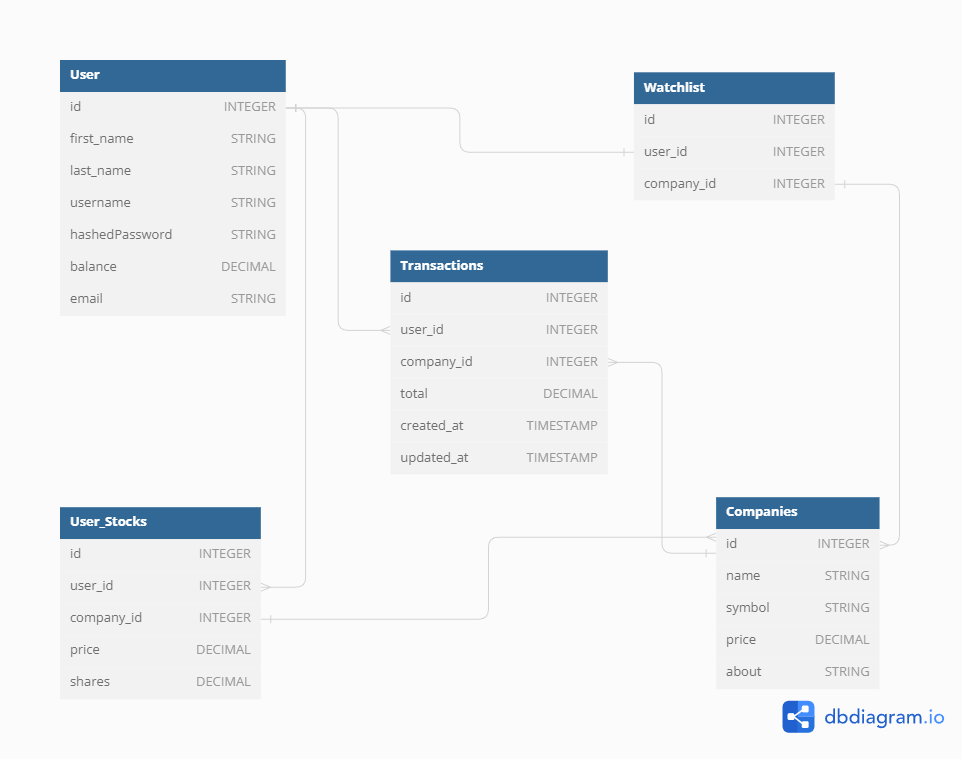 User
id INTEGER
first_name STRING
last_name STRING
username STRING
hashedPassword STRING
balance DECIMAL
email STRING
Watchlist
id INTEGER
user_id INTEGER
company_id INTEGER
Transactions
id INTEGER
user_id INTEGER
company_id INTEGER
total DECIMAL
created_at TIMESTAMP
updated_at TIMESTAMP
User_Stocks
id INTEGER
user_id INTEGER
company_id INTEGER
price DECIMAL
shares DECIMAL
Companies
id INTEGER
name STRING
symbol STRING
price DECIMAL
about STRING
dbdiagram.io